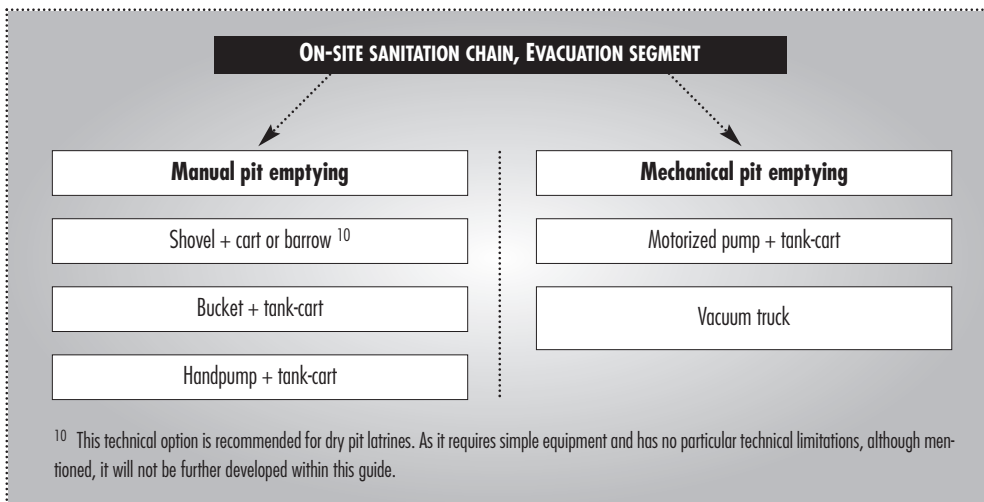 ON-SITE SANITATION CHAIN, EVACUATION SEGMENT
Manual pit emptying
Shovel + cart or barrow 10
Bucket + tank-cart
Handpump + tank-cart
Mechanical pit emptying
Motorized pump + tank-cart
Vacuum truck
10 This technical option is recommended for dry pit latrines. As it requires simple equipment and has no particular technical limitations, although men-
tioned, it will not be further developed within this guide.